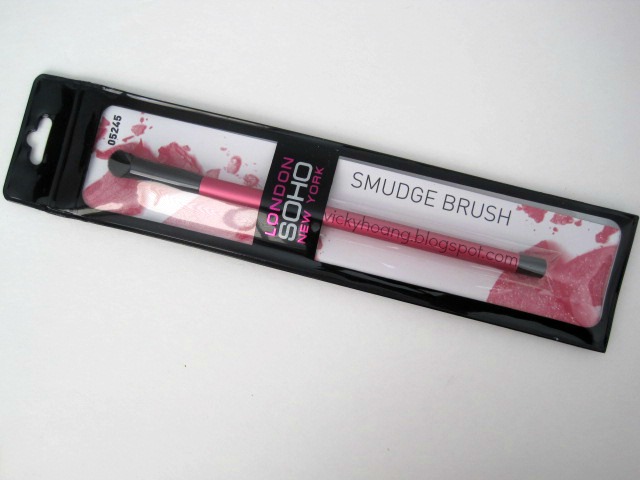 05245
LONDON
SOHO
NEW YORK
SMUDGE BRUSH
vickyhoang.blogspot.com